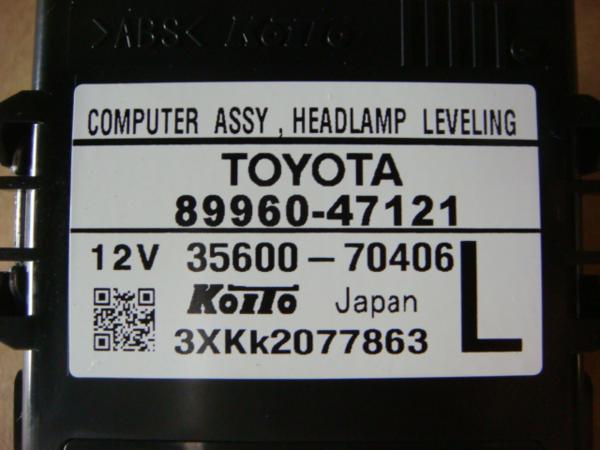 >ABS< KOITO
COMPUTER ASSY , HEADLAMP LEVELING
TOYOTA
89960-47121
12V 35600-70406 L
KOITO Japan
3XKk2077863